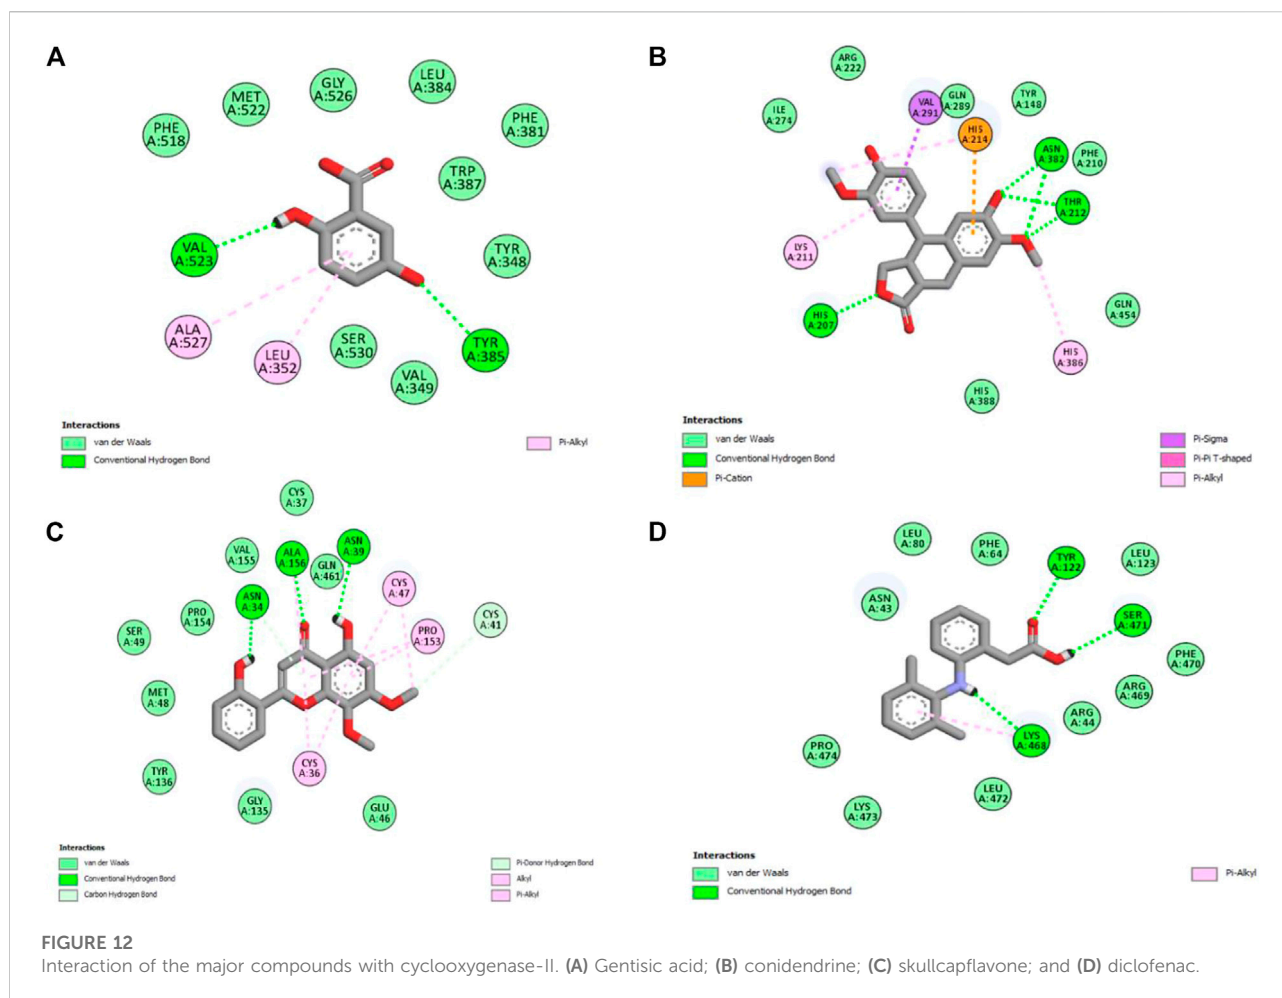 A
PHE
A:518
MET
A:522
GLY
A:526
LEU
A:384
PHE
A:381
TRP
A:387
TYR
A:348
VAL
A:523
ALA
A:527
LEU
A:352
SER
A:530
VAL
A:349
TYR
A:385
Interactions
van der Waals
Conventional Hydrogen Bond
Pi-Alkyl
B
ARG
A:222
ILE
A:274
VAL
A:291
GLN
A:289
HIS
A:214
TYR
A:148
ASN
A:382
PHE
A:210
THR
A:212
LYS
A:211
HIS
A:207
GLN
A:454
HIS
A:386
HIS
A:388
Interactions
van der Waals
Conventional Hydrogen Bond
Pi-Cation
Pi-Sigma
Pi-Pi T-shaped
Pi-Alkyl
C
CYS
A:37
VAL
A:155
ALA
A:156
GLN
A:461
ASN
A:39
CYS
A:47
ASN
A:34
PRO
A:154
SER
A:49
PRO
A:153
CYS
A:41
MET
A:48
TYR
A:136
CYS
A:36
GLY
A:135
GLU
A:46
Interactions
van der Waals
Conventional Hydrogen Bond
Carbon Hydrogen Bond
Pi-Donor Hydrogen Bond
Alkyl
Pi-Alkyl
D
LEU
A:80
PHE
A:64
TYR
A:122
LEU
A:123
ASN
A:43
SER
A:471
PHE
A:470
ARG
A:469
ARG
A:44
LYS
A:468
PRO
A:474
LEU
A:472
LYS
A:473
Interactions
van der Waals
Conventional Hydrogen Bond
Pi-Alkyl
FIGURE 12
Interaction of the major compounds with cyclooxygenase-II. (A) Gentisic acid; (B) conidendrine; (C) skullcapflavone; and (D) diclofenac.